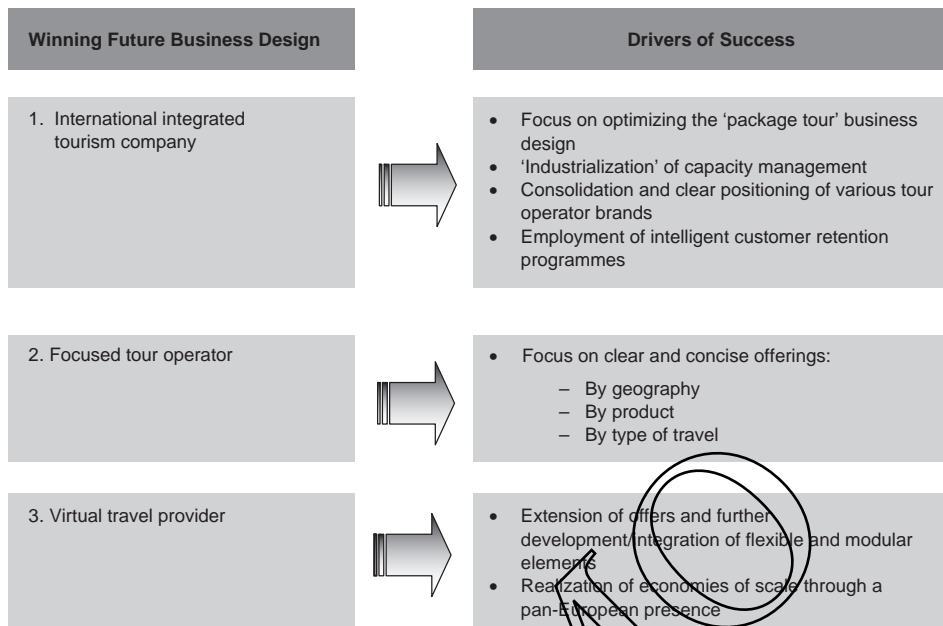 Winning Future Business Design
Drivers of Success
1. International integrated
tourism company
• Focus on optimizing the ‘package tour’ business
design
• ‘Industrialization’ of capacity management
• Consolidation and clear positioning of various tour
operator brands
• Employment of intelligent customer retention
programmes
2. Focused tour operator
• Focus on clear and concise offerings:
– By geography
– By product
– By type of travel
3. Virtual travel provider
• Extension of offers and further
development/integration of flexible and modular
elements
• Realization of economies of scale through a
pan-European presence